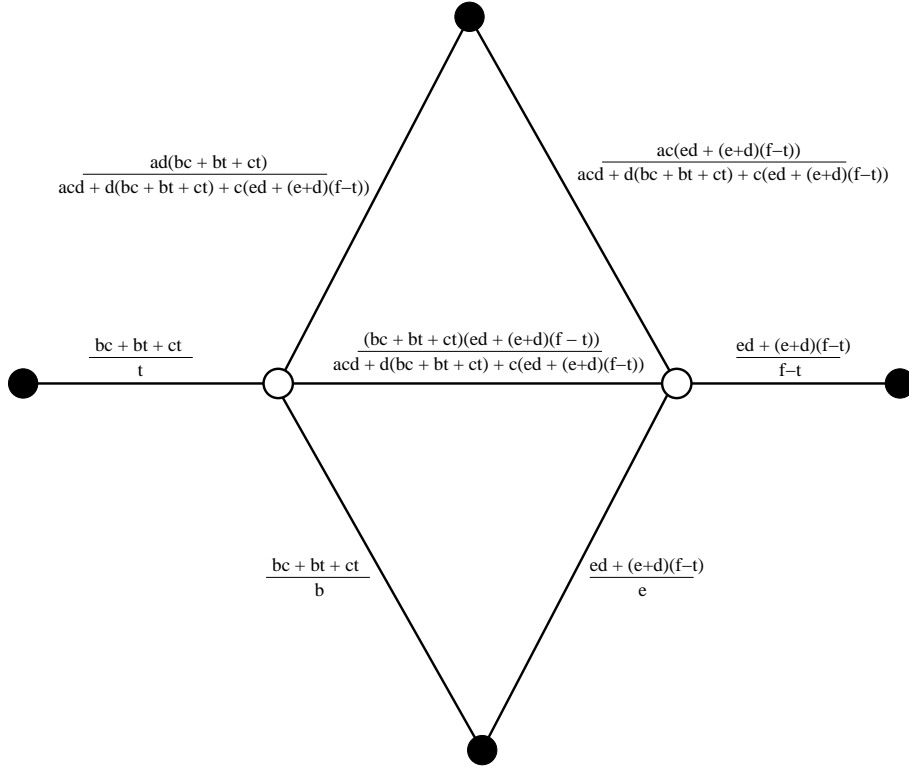 ad(bc + bt + ct)
acd + d(bc + bt + ct) + c(ed + (e+d)(f−t))
ac(ed + (e+d)(f−t))
acd + d(bc + bt + ct) + c(ed + (e+d)(f−t))
bc + bt + ct
t
(bc + bt + ct)(ed + (e+d)(f − t))
acd + d(bc + bt + ct) + c(ed + (e+d)(f−t))
ed + (e+d)(f−t)
f−t
bc + bt + ct
b
ed + (e+d)(f−t)
e